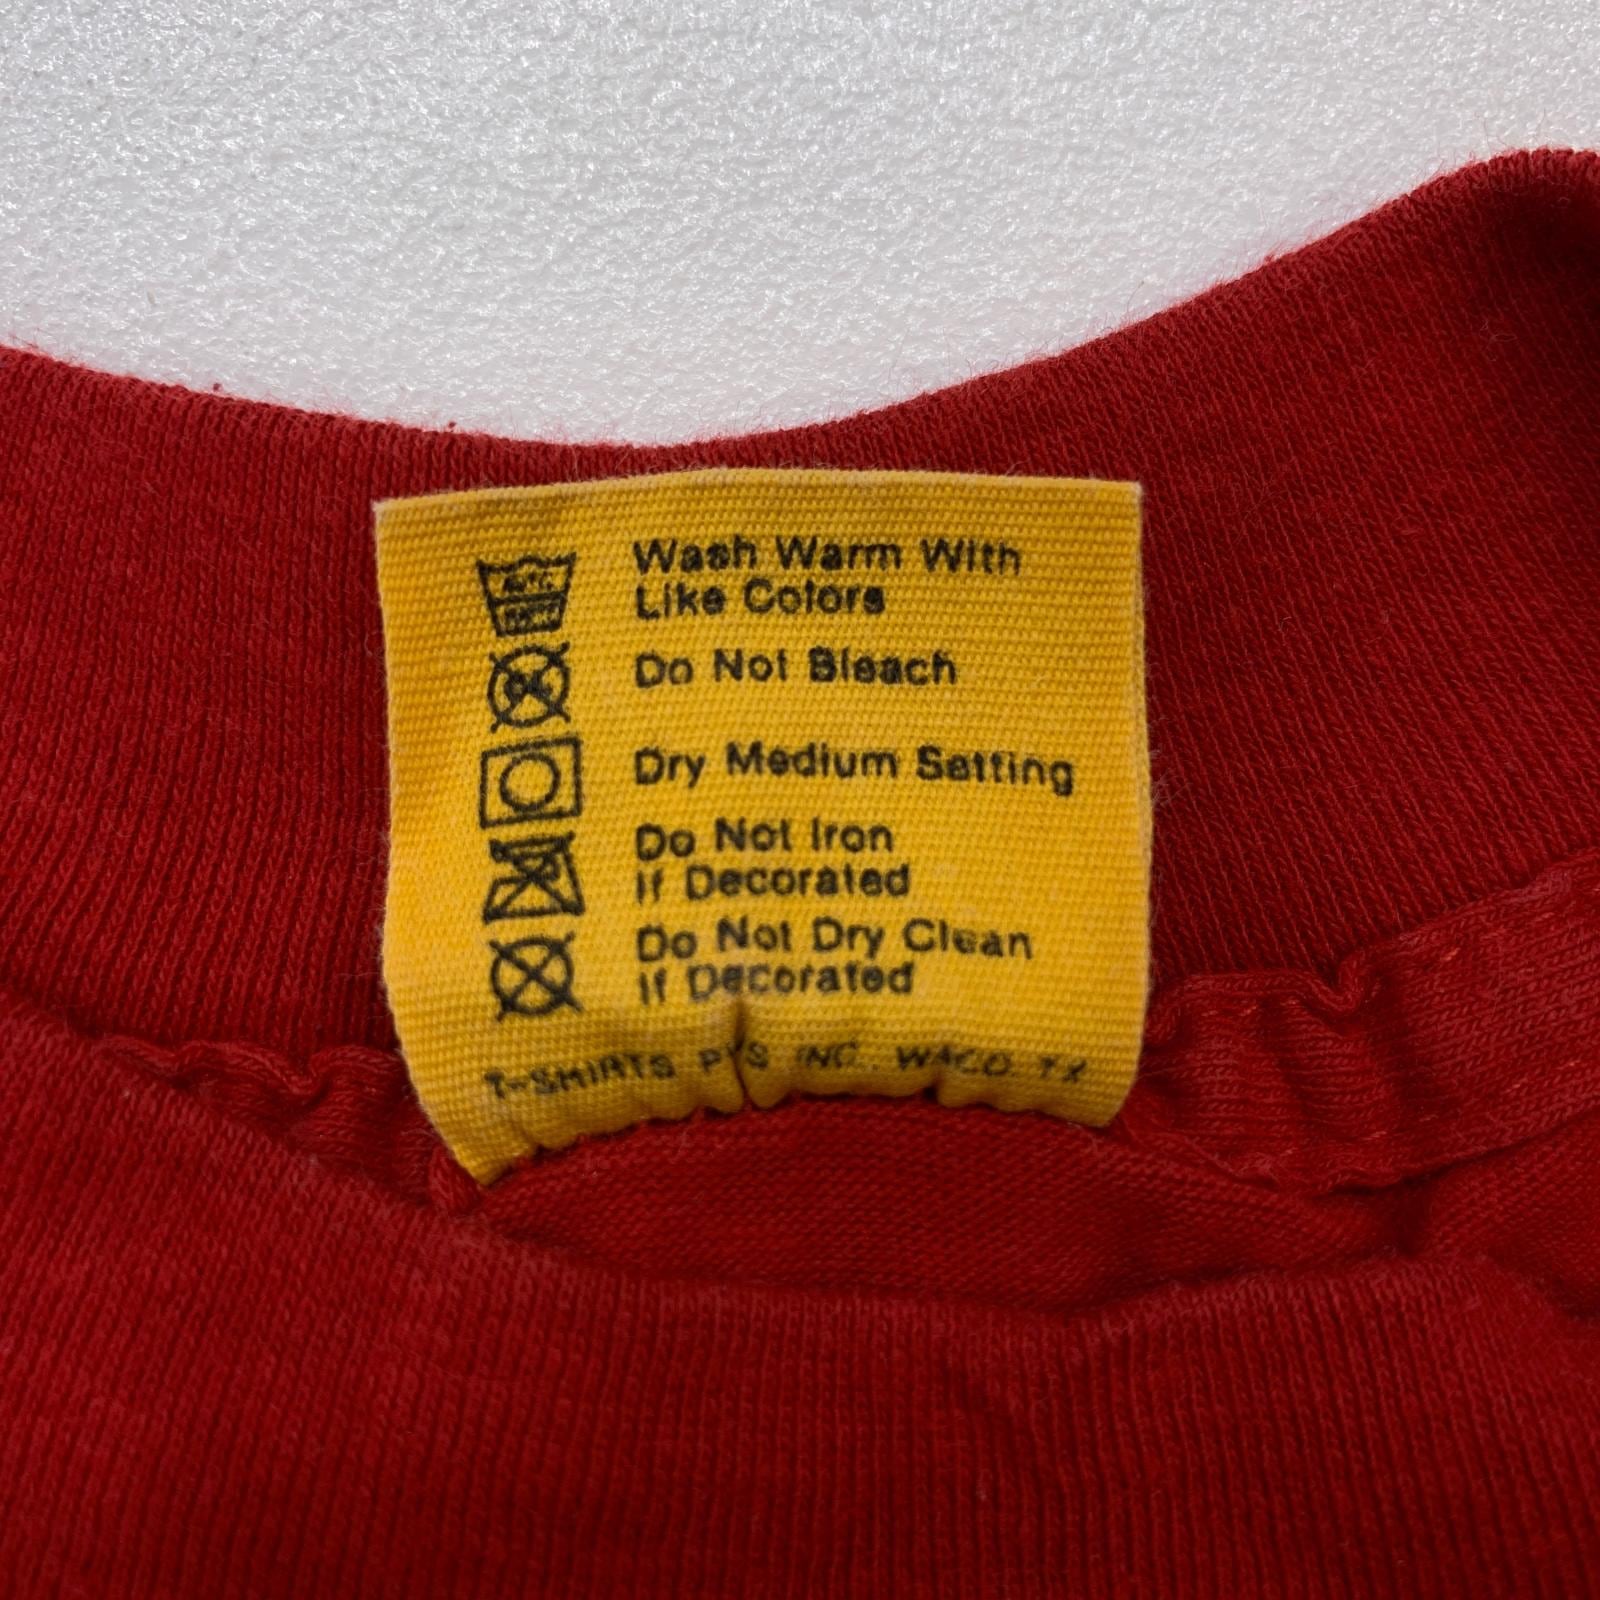 Wash Warm With
Like Colors
Do Not Bleach
Dry Medium Setting
Do Not Iron
If Decorated
Do Not Dry Clean
If Decorated
T-SHIRTS INC., WACO, TX